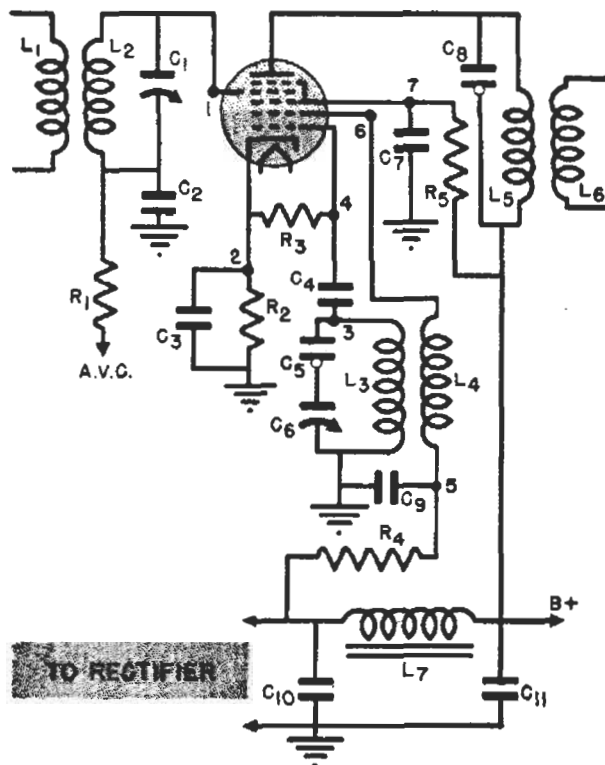 L1
L2
C1
C8
1
7
6
C7
R5
L5
L6
C2
4
R3
2
R1
C4
R2
C3
3
C5
A.V.C.
L3
L4
C6
C9
5
R4
B+
TO RECTIFIER
L7
C10
C11